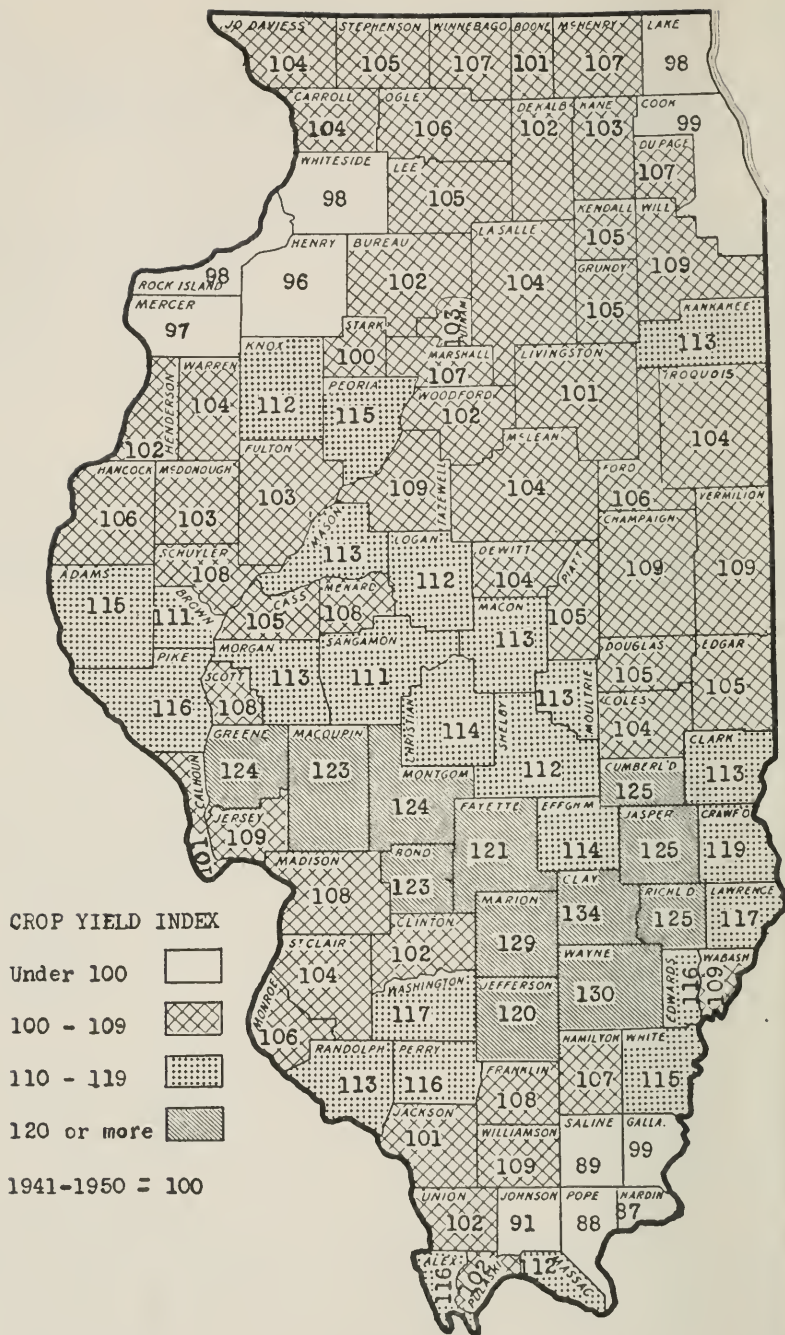 JO DAVIESS STEPHENSON WINNEBAGO BOONE McHENRY LAKE
104 105 107 101 107 98
CARROLL OGLE DEKALB KANE COOK
104 106 102 103 99
DU PAGE
107
WHITESIDE LEE KENDALL WILL
98 105 105 109
HENRY BUREAU LASALLE GRUNDY
96 102 104 105
ROCK ISLAND
98
MERCER
97
PUTNAM
103
STARK
100
MARSHALL
107
KANKAKEE
113
KNOX
112
PEORIA
115
LIVINGSTON
101
IROQUOIS
104
HENDERSON
102
WARREN
104
WOODFORD
102
HANCOCK McDONOUGH FULTON
106 103 103
TAZEWELL
109
McLEAN
104
FORD
106
VERMILION
109
MASON
113
LOGAN
112
DEWITT
104
PIATT
105
CHAMPAIGN
109
ADAMS
115
SCHUYLER
108
BROWN
111
CASS
105
MENARD
108
MACON
113
PIKE
116
SCOTT
108
MORGAN
113
SANGAMON
111
CHRISTIAN
114
MOULTRIE
113
DOUGLAS
105
EDGAR
105
COLES
104
SHELBY
112
CLARK
113
CALHOUN
101
GREENE
124
MACOUPIN
123
MONTGOM
124
CUMBERL'D
125
JERSEY
109
FAYETTE
121
EFFGHM
114
JASPER
125
CRAWF'D
119
MADISON
108
BOND
123
CLAY
134
RICHL'D
125
LAWRENCE
117
MARION
129
CLINTON
102
ST CLAIR
104
WAYNE
130
EDWARDS
116
WABASH
109
MONROE
106
WASHINGTON
117
JEFFERSON
120
RANDOLPH
113
PERRY
116
FRANKLIN
108
HAMILTON
107
WHITE
115
JACKSON
101
WILLIAMSON
109
SALINE
89
GALLA.
99
UNION
102
JOHNSON
91
POPE
88
HARDIN
87
ALEX.
116
PULASKI
102
MASSAC
112
CROP YIELD INDEX
Under 100
100 - 109
110 - 119
120 or more
1941-1950 = 100